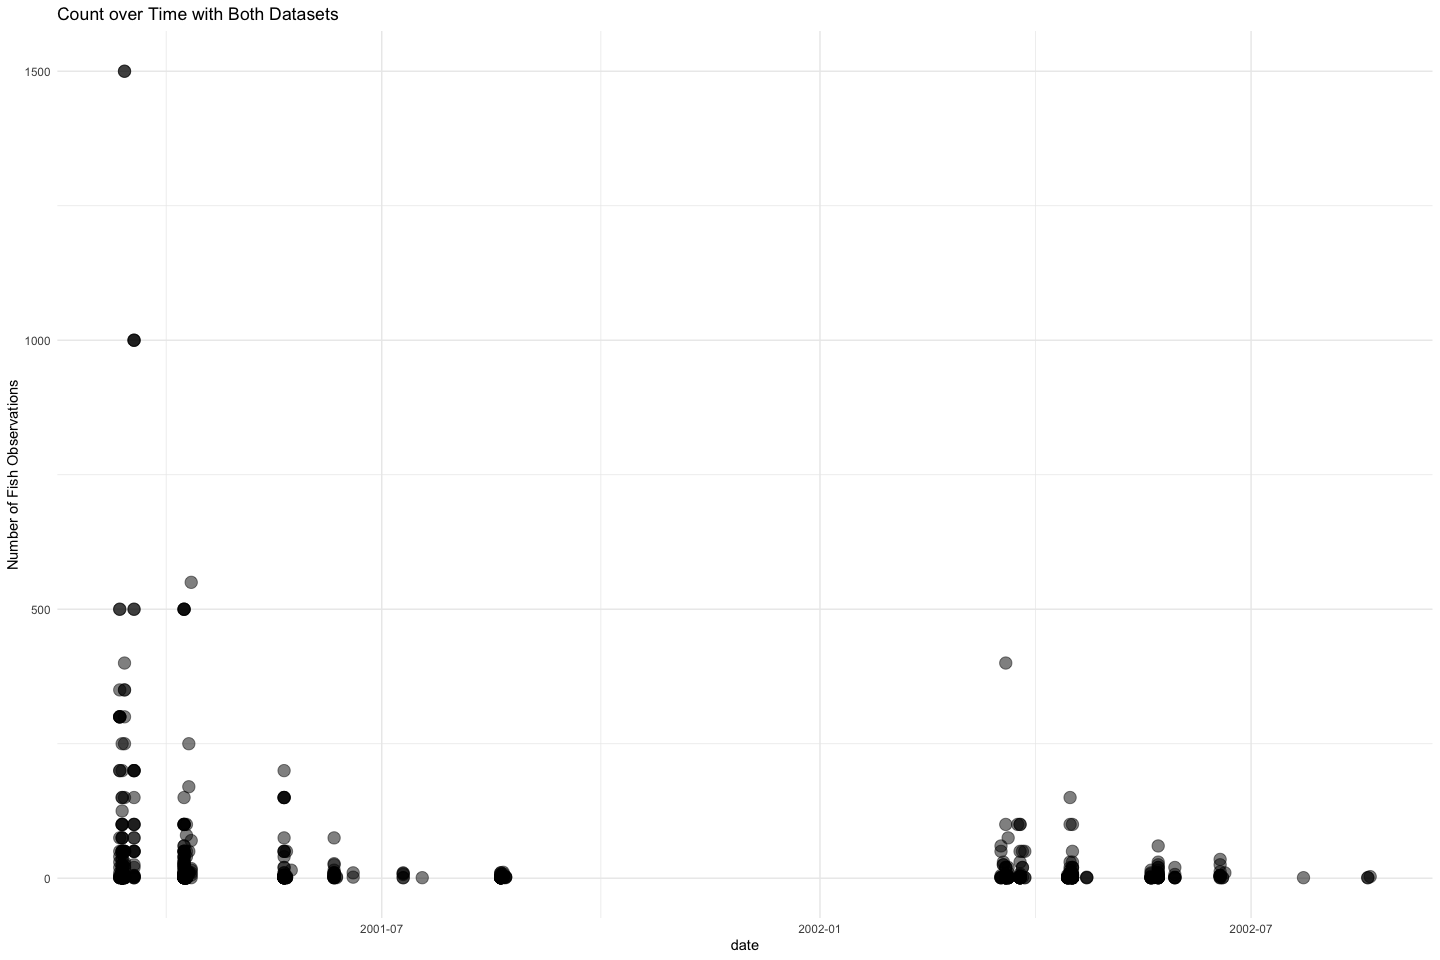 Count over Time with Both Datasets
1500
1000
500
0
Number of Fish Observations
2001-07
2002-01
2002-07
date